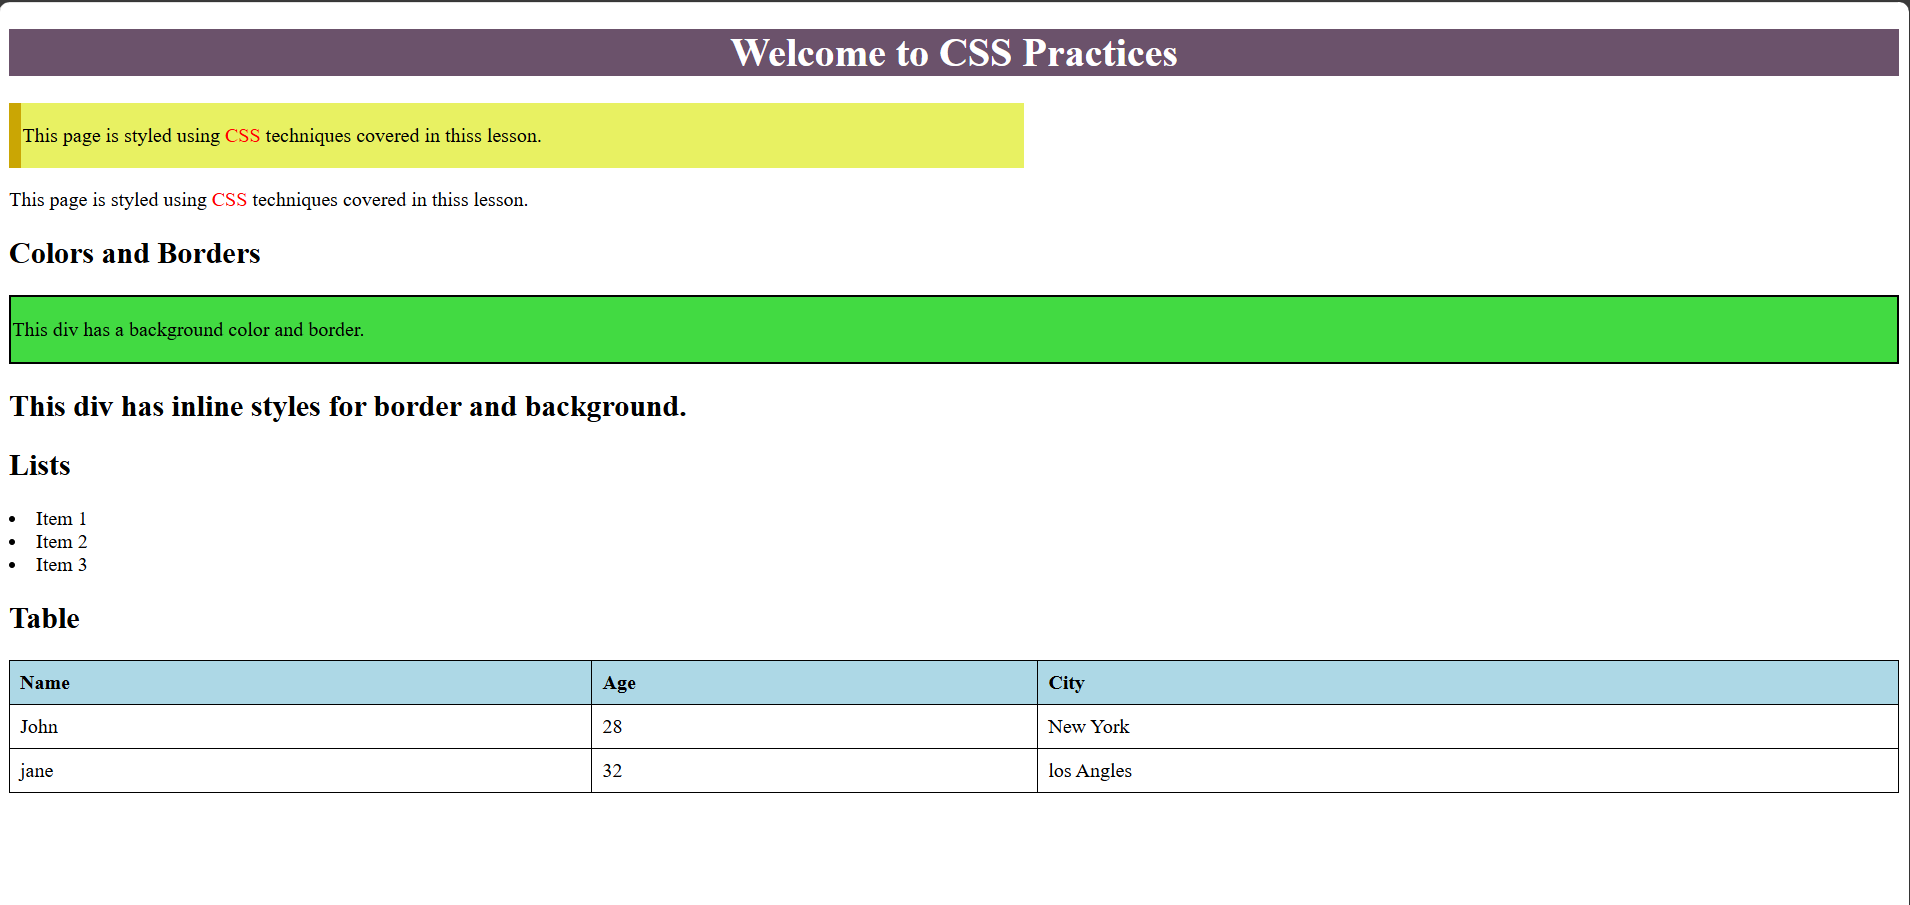 Welcome to CSS Practices
This page is styled using CSS techniques covered in thiss lesson.
This page is styled using CSS techniques covered in thiss lesson.
Colors and Borders
This div has a background color and border.
This div has inline styles for border and background.
Lists
Item 1
Item 2
Item 3
Table
Name Age City
John 28 New York
jane 32 los Angles